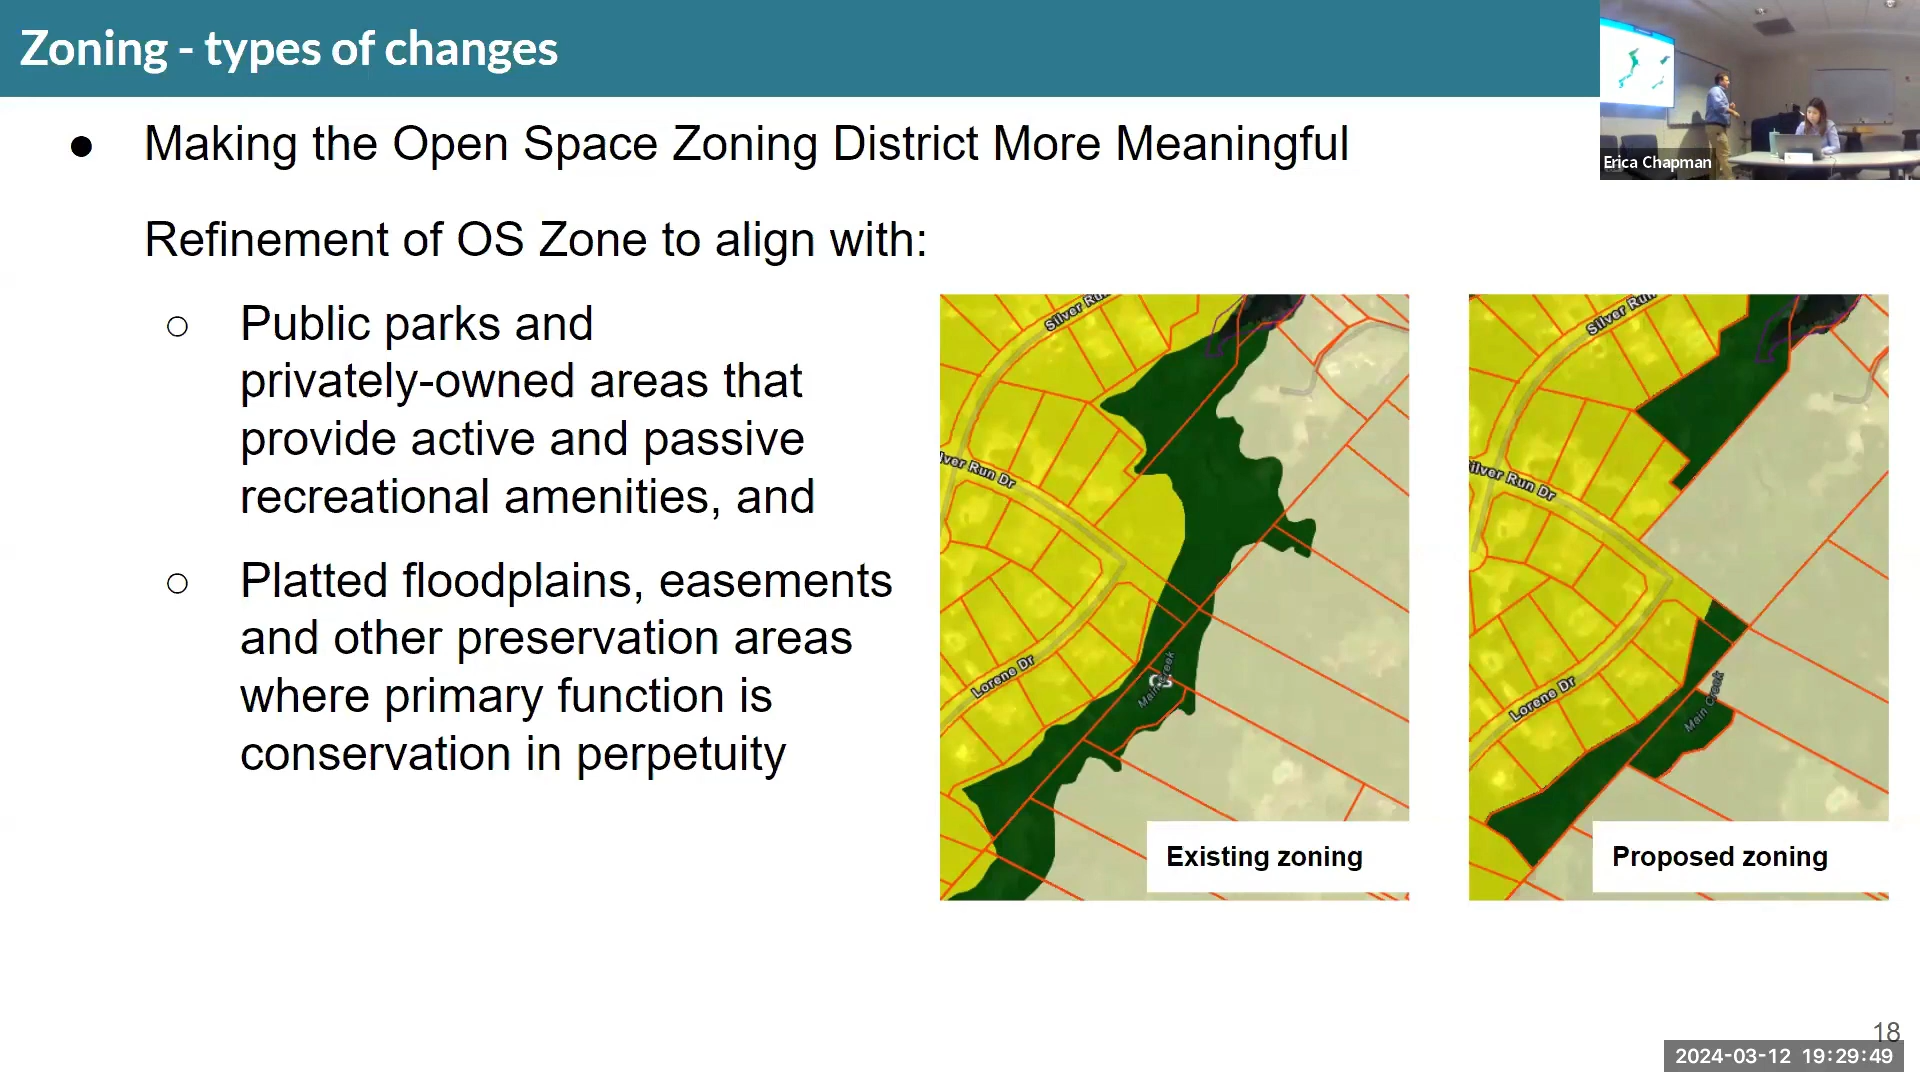 Zoning - types of changes
Erica Chapman
● Making the Open Space Zoning District More Meaningful
Refinement of OS Zone to align with:
○ Public parks and
privately-owned areas that
provide active and passive
recreational amenities, and
○ Platted floodplains, easements
and other preservation areas
where primary function is
conservation in perpetuity
Silver Run
lver Run Dr
Lorene Dr
Main Creek
Existing zoning
Silver Run
ilver Run Dr
Lorene Dr
Main Creek
Proposed zoning
18
2024-03-12 19:29:49